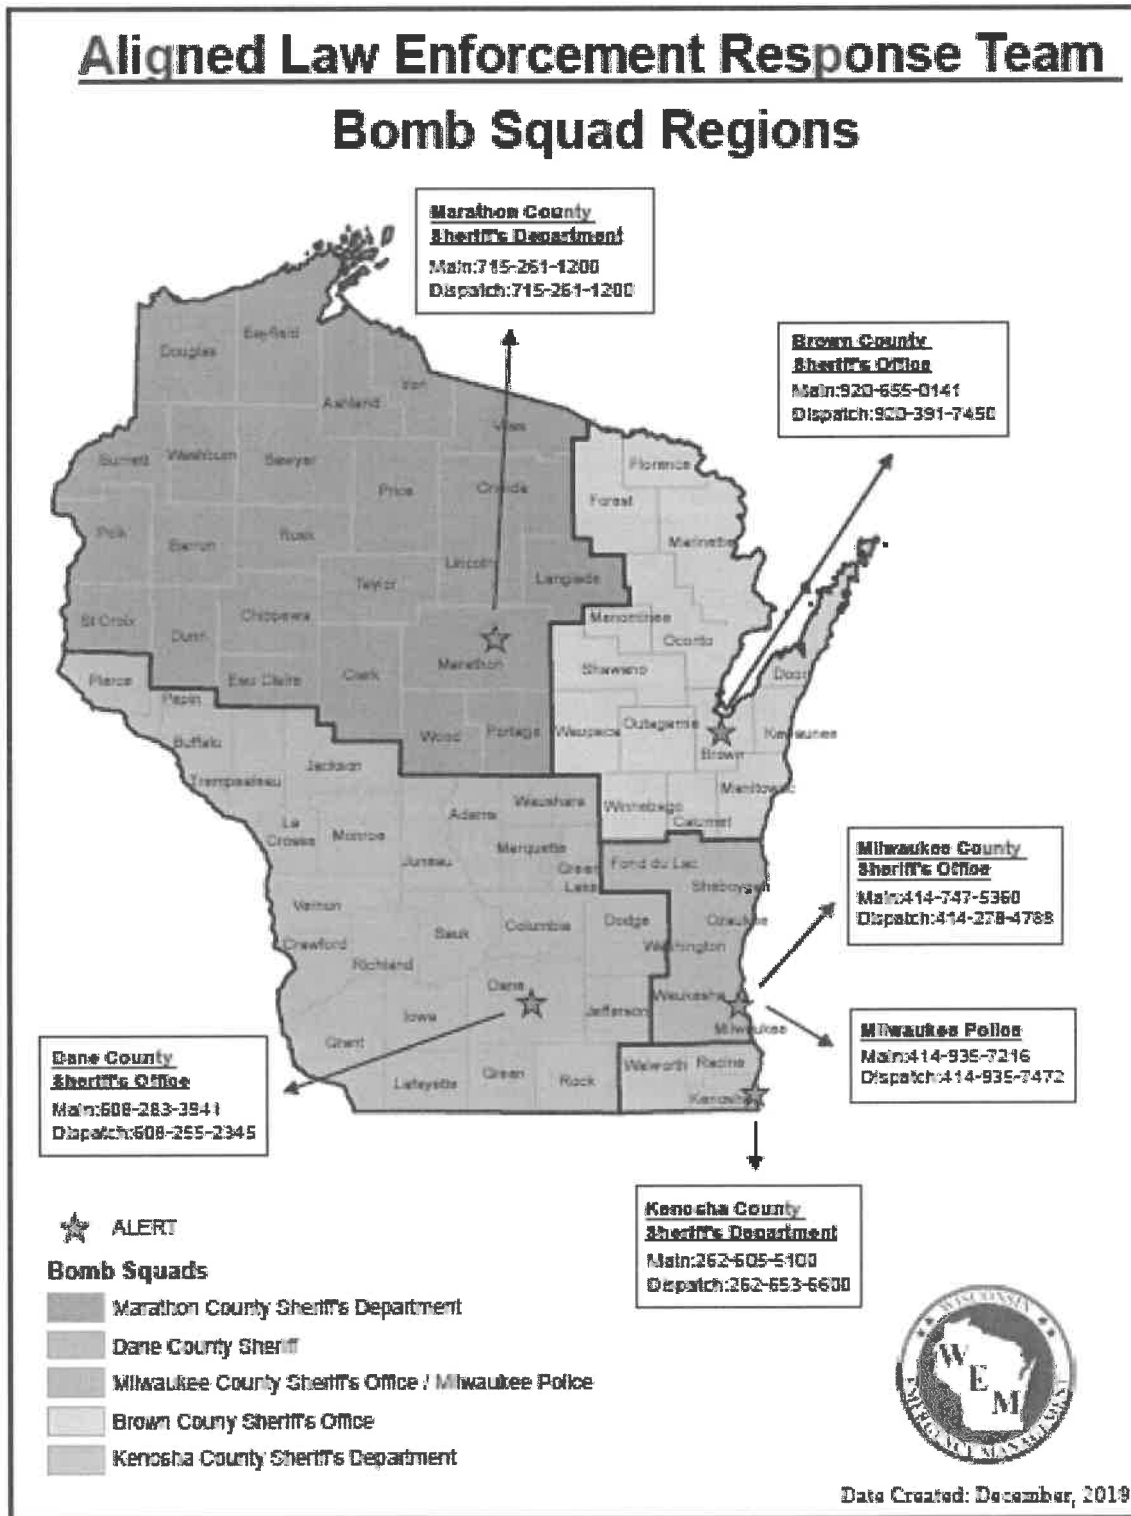 Aligned Law Enforcement Response Team
Bomb Squad Regions
Marathon County
Sheriff's Department
Main:715-261-1200
Dispatch:715-261-1200
Brown County
Sheriff's Office
Main:920-655-0141
Dispatch:920-391-7450
Douglas
Bayfield
Iron
Ashland
Vilas
Burnett
Washburn
Sawyer
Price
Oneida
Florence
Forest
Marinette
Polk
Barron
Rusk
Taylor
Lincoln
Langlade
St Croix
Dunn
Chippewa
Menominee
Oconto
Eau Claire
Clark
Marathon
Shawano
Door
Pierce
Pepin
Buffalo
Wood
Portage
Waupaca
Outagamie
Brown
Kewaunee
Trempealeau
Jackson
Adams
Waushara
Winnebago
Calumet
Manitowoc
La
Crosse
Monroe
Juneau
Marquette
Green
Lake
Fond du Lac
Sheboygan
Vernon
Crawford
Richland
Sauk
Columbia
Dodge
Washington
Ozaukee
Dane
Iowa
Grant
Jefferson
Waukesha
Milwaukee
Lafayette
Green
Rock
Walworth
Racine
Kenosha
Milwaukee County
Sheriff's Office
Main:414-747-5360
Dispatch:414-278-4788
Milwaukee Police
Main:414-935-7216
Dispatch:414-935-7472
Dane County
Sheriff's Office
Main:608-283-3941
Dispatch:608-255-2345
Kenosha County
Sheriff's Department
Main:262-605-5100
Dispatch:262-653-6600
ALERT
Bomb Squads
Marathon County Sheriff's Department
Dane County Sheriff
Milwaukee County Sheriff's Office / Milwaukee Police
Brown Couny Sheriff's Office
Kenosha County Sheriff's Department
WISCONSIN
WEM
EMERGENCY MANAGEMENT
Date Created: December, 2019